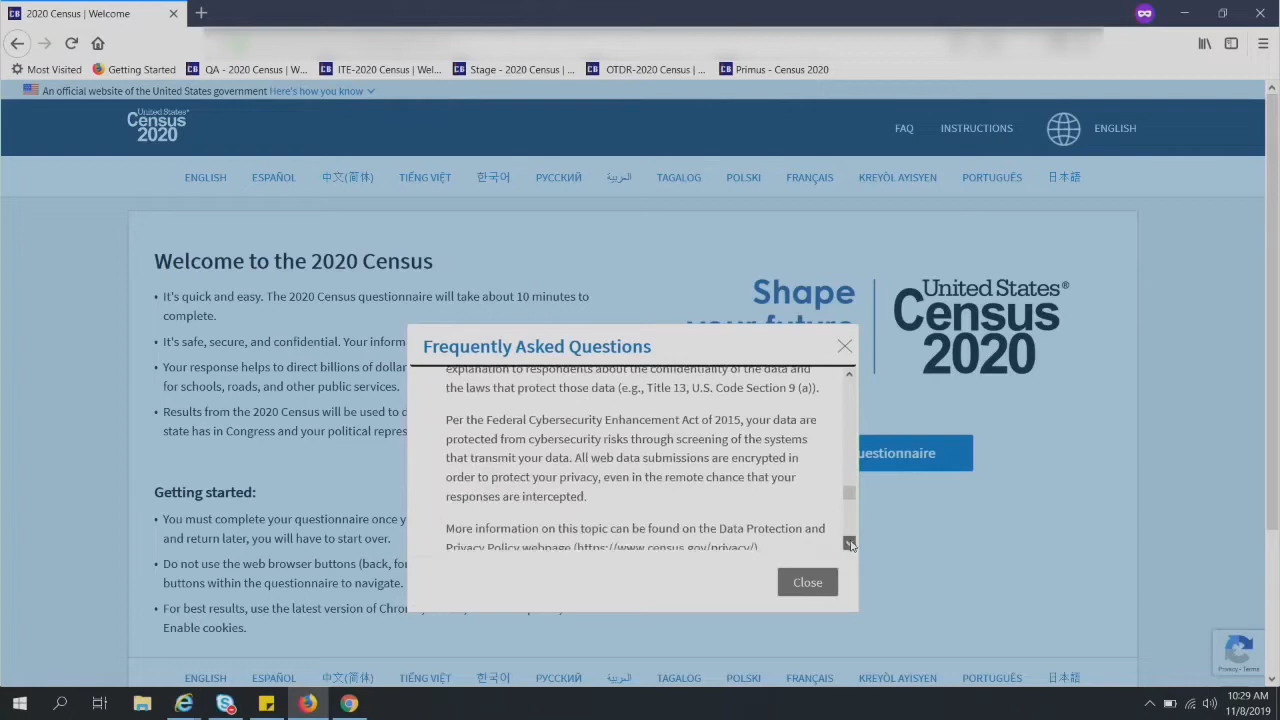 2020 Census | Welcome
Most Visited
Getting Started
QA - 2020 Census | W...
ITE-2020 Census | Wel...
Stage - 2020 Census | ...
OTDR-2020 Census | ...
Primus - Census 2020
An official website of the United States government Here's how you know
United States®
Census
2020
FAQ
INSTRUCTIONS
ENGLISH
ENGLISH ESPAÑOL 中文(简体) TIẾNG VIỆT 한국어 РУССКИЙ العربية TAGALOG POLSKI FRANÇAIS KREYÒL AYISYEN PORTUGUÊS 日本語
Welcome to the 2020 Census
• It's quick and easy. The 2020 Census questionnaire will take about 10 minutes to
complete.
• It's safe, secure, and confidential. Your inform
• Your response helps to direct billions of dollar
for schools, roads, and other public services.
• Results from the 2020 Census will be used to
state has in Congress and your political repres
Shape
your future
United States®
Census
2020
uestionnaire
Getting started:
• You must complete your questionnaire once y
and return later, you will have to start over.
• Do not use the web browser buttons (back, for
buttons within the questionnaire to navigate.
• For best results, use the latest version of Chro
Enable cookies.
Frequently Asked Questions
explanation to respondents about the confidentiality of the data and
the laws that protect those data (e.g., Title 13, U.S. Code Section 9 (a)).
Per the Federal Cybersecurity Enhancement Act of 2015, your data are
protected from cybersecurity risks through screening of the systems
that transmit your data. All web data submissions are encrypted in
order to protect your privacy, even in the remote chance that your
responses are intercepted.
More information on this topic can be found on the Data Protection and
Privacy Policy webpage (https://www.census.gov/privacy/).
Close
Privacy - Terms
ENGLISH ESPAÑOL 中文(简体) TIẾNG VIỆT 한국어 РУССКИЙ العربية TAGALOG POLSKI FRANÇAIS KREYÒL AYISYEN PORTUGUÊS 日本語
10:29 AM
11/8/2019